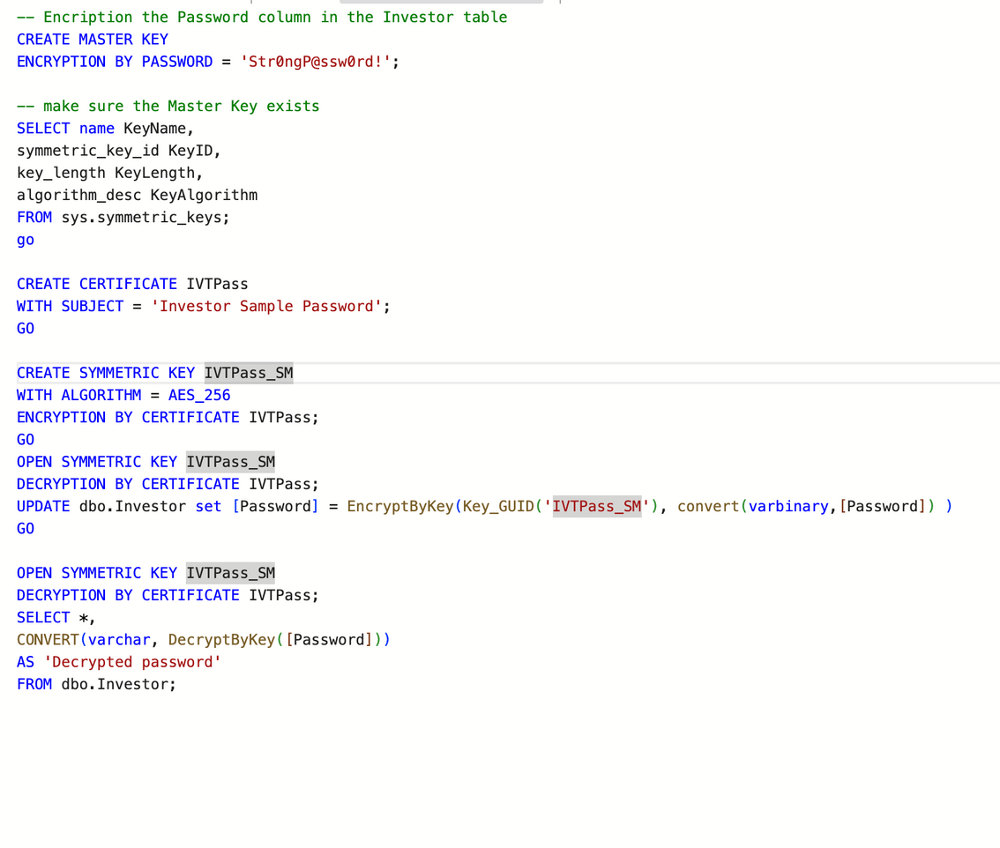 -- Encription the Password column in the Investor table
CREATE MASTER KEY
ENCRYPTION BY PASSWORD = 'Str0ngP@ssw0rd!';
-- make sure the Master Key exists
SELECT name KeyName,
symmetric_key_id KeyID,
key_length KeyLength,
algorithm_desc KeyAlgorithm
FROM sys.symmetric_keys;
go
CREATE CERTIFICATE IVTPass
WITH SUBJECT = 'Investor Sample Password';
GO
CREATE SYMMETRIC KEY IVTPass_SM
WITH ALGORITHM = AES_256
ENCRYPTION BY CERTIFICATE IVTPass;
GO
OPEN SYMMETRIC KEY IVTPass_SM
DECRYPTION BY CERTIFICATE IVTPass;
UPDATE dbo.Investor set [Password] = EncryptByKey(Key_GUID('IVTPass_SM'), convert(varbinary,[Password]) )
GO
OPEN SYMMETRIC KEY IVTPass_SM
DECRYPTION BY CERTIFICATE IVTPass;
SELECT *,
CONVERT(varchar, DecryptByKey([Password]))
AS 'Decrypted password'
FROM dbo.Investor;